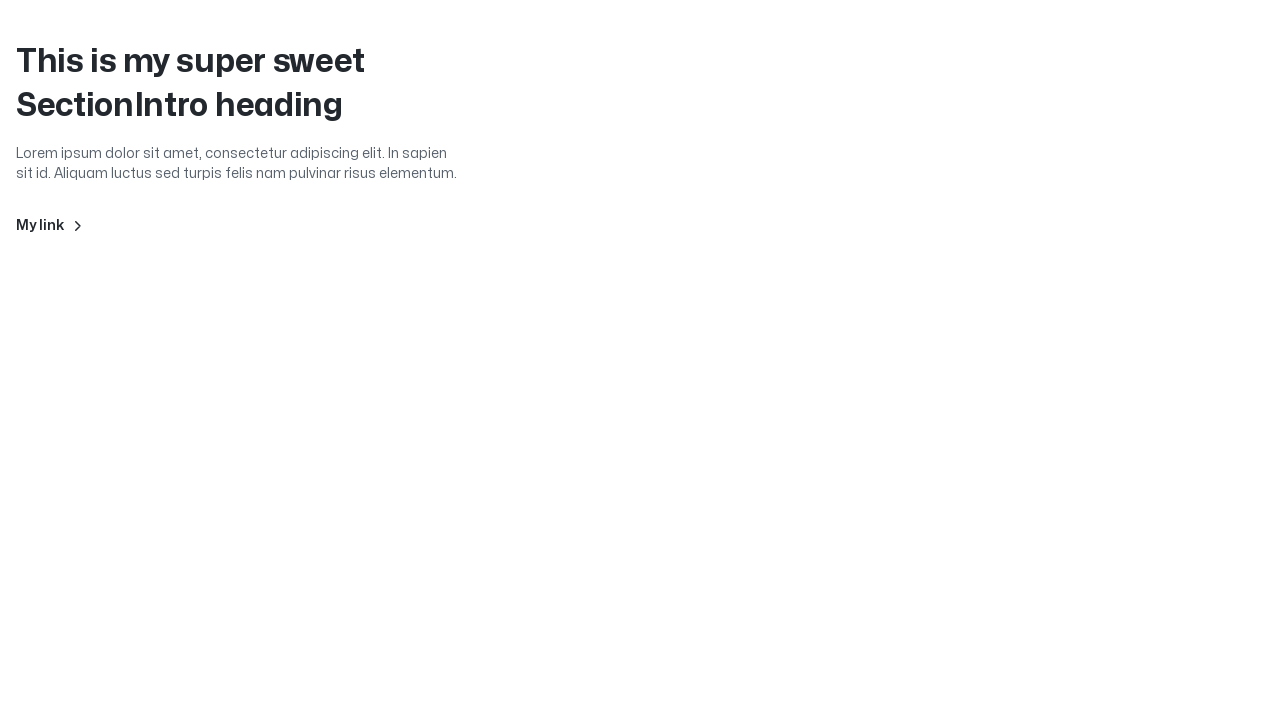 This is my super sweet
SectionIntro heading
Lorem ipsum dolor sit amet, consectetur adipiscing elit. In sapien
sit id. Aliquam luctus sed turpis felis nam pulvinar risus elementum.
My link